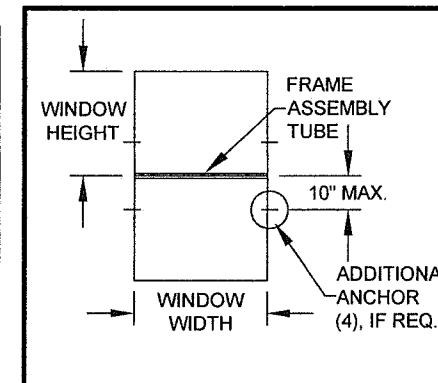 WINDOW
HEIGHT
FRAME
ASSEMBLY
TUBE
10" MAX.
ADDITIONA
ANCHOR
(4), IF REQ.
WINDOW
WIDTH